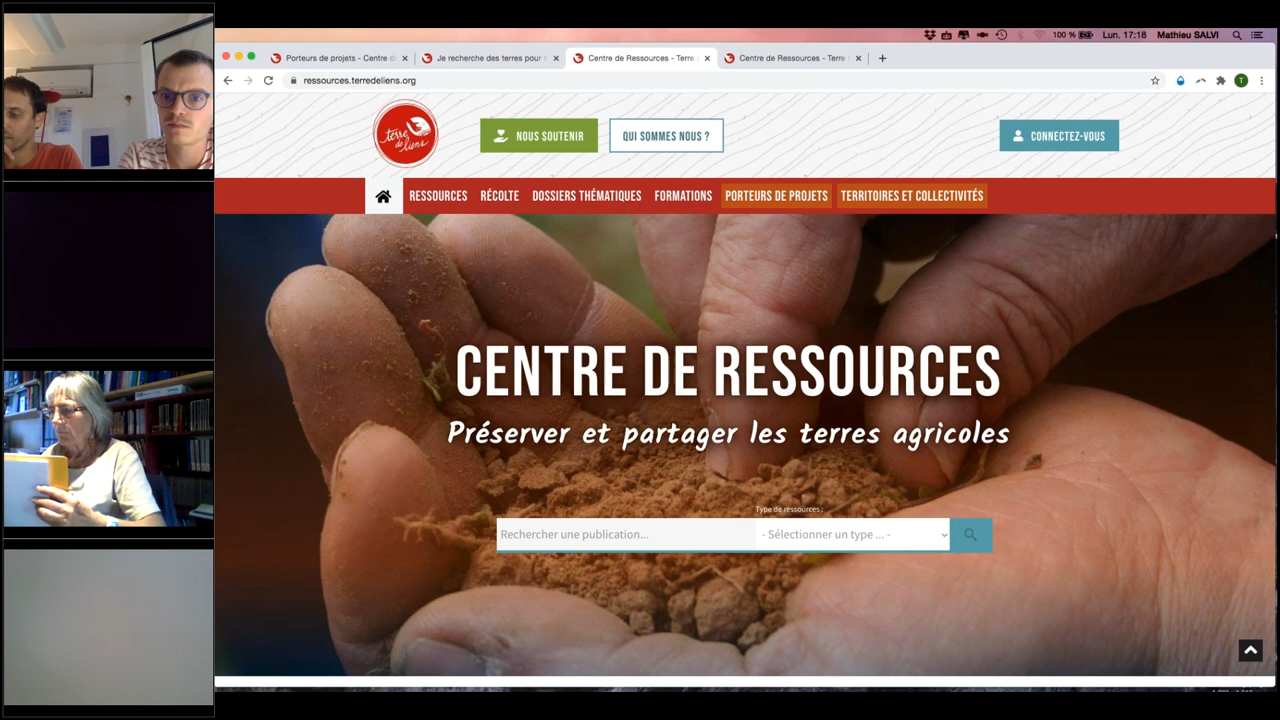 100 %
Lun. 17:18
Mathieu SALVI
Porteurs de projets - Centre d
Je recherche des terres pour
Centre de Ressources - Terre
Centre de Ressources - Terre
ressources.terredeliens.org
T
terre de liens
NOUS SOUTENIR
QUI SOMMES NOUS ?
CONNECTEZ-VOUS
RESSOURCES
RÉCOLTE
DOSSIERS THÉMATIQUES
FORMATIONS
PORTEURS DE PROJETS
TERRITOIRES ET COLLECTIVITÉS
CENTRE DE RESSOURCES
Préserver et partager les terres agricoles
Type de ressources :
Rechercher une publication...
- Sélectionner un type ... -